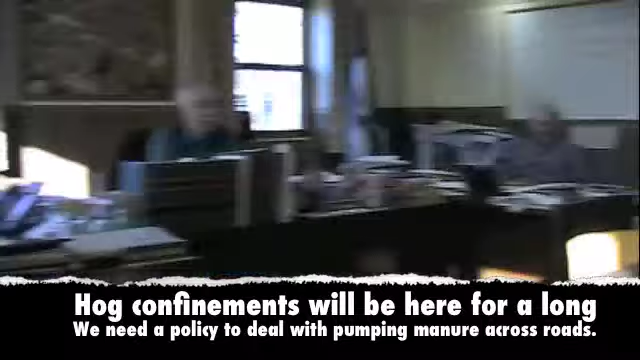 Hog confinements will be here for a long
We need a policy to deal with pumping manure across roads.